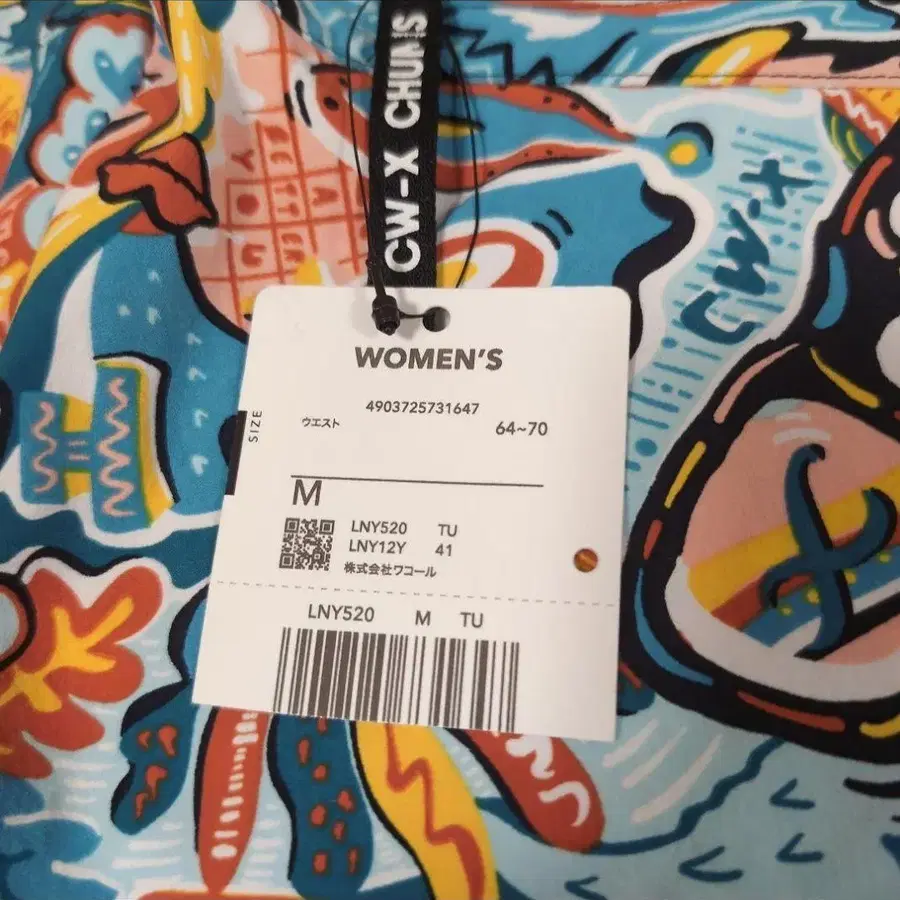 CW-X CHUMS
CW-X
WOMEN'S
4903725731647
ウエスト
64~70
SIZE
M
LNY520 TU
LNY12Y 41
株式会社ワコール
LNY520 M TU